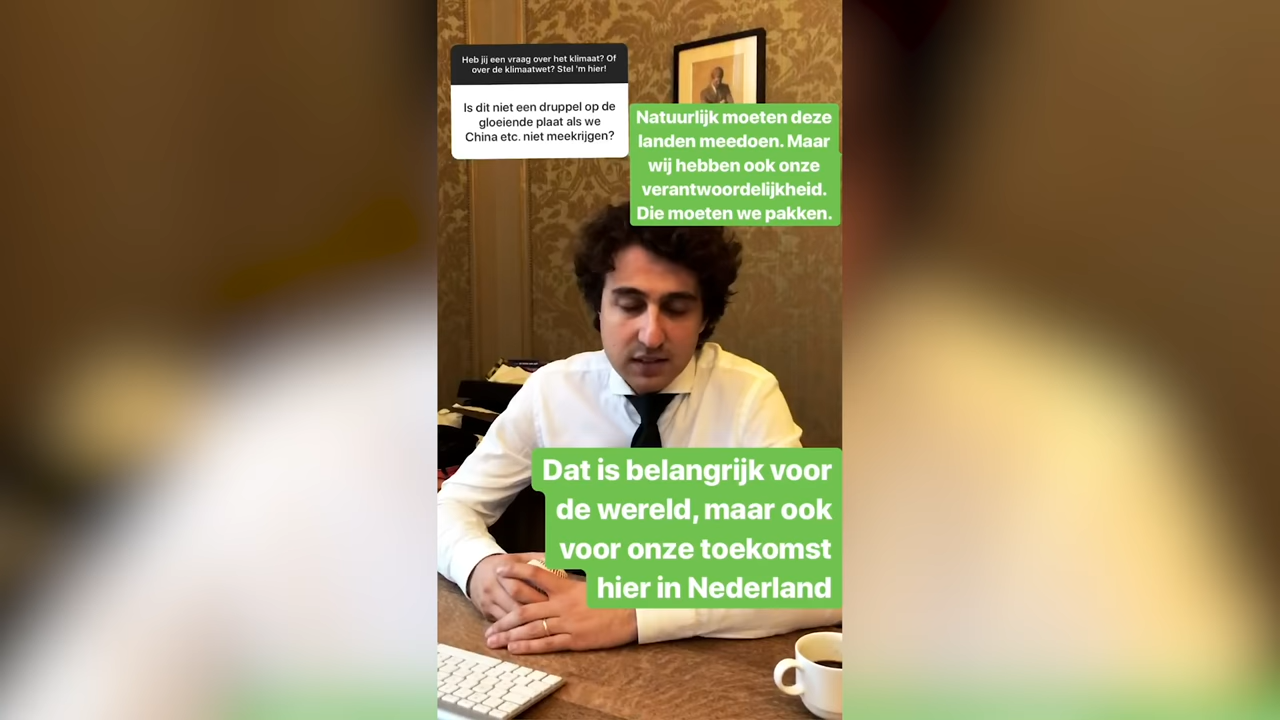 Heb jij een vraag over het klimaat? Of
over de klimaatwet? Stel 'm hier!
Is dit niet een druppel op de
gloeiende plaat als we
China etc. niet meekrijgen?
Natuurlijk moeten deze
landen meedoen. Maar
wij hebben ook onze
verantwoordelijkheid.
Die moeten we pakken.
Dat is belangrijk voor
de wereld, maar ook
voor onze toekomst
hier in Nederland